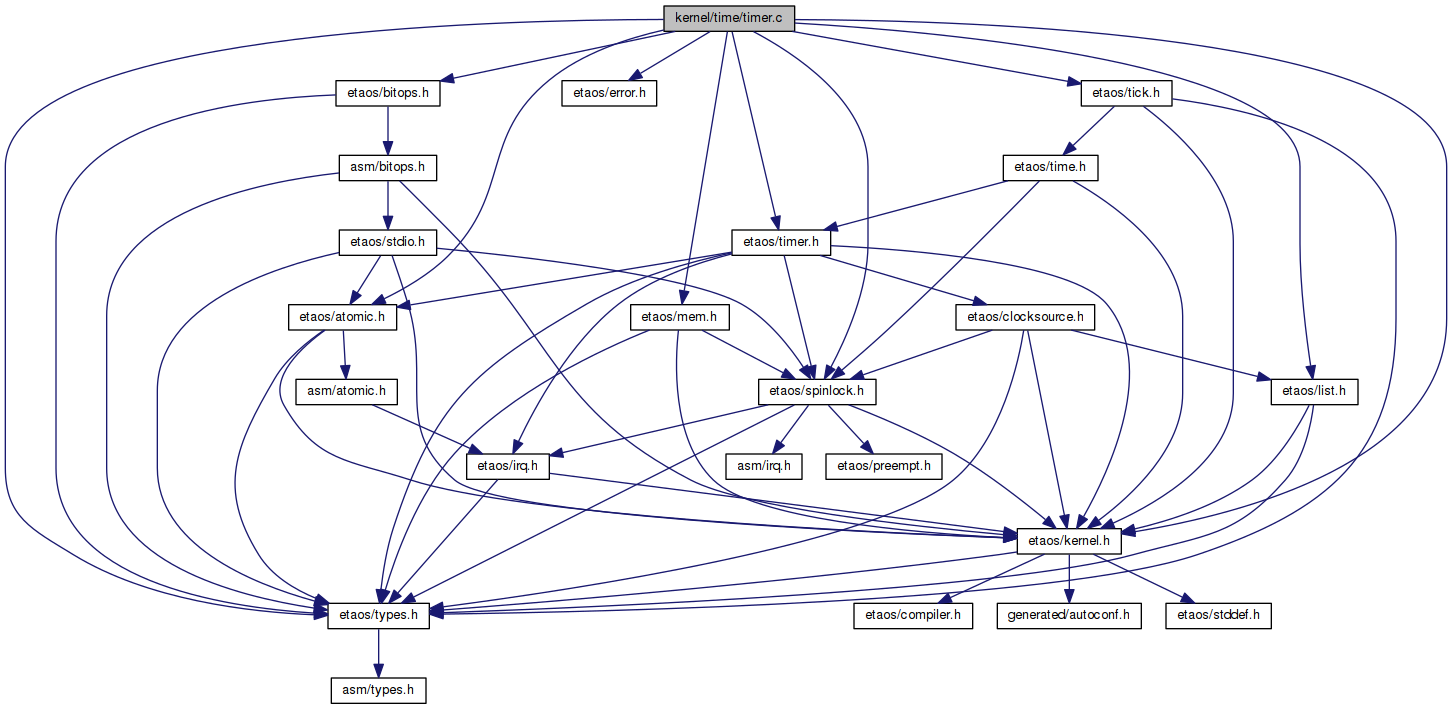 kernel/time/timer.c
etaos/bitops.h
etaos/error.h
etaos/tick.h
asm/bitops.h
etaos/time.h
etaos/stdio.h
etaos/timer.h
etaos/atomic.h
etaos/mem.h
etaos/clocksource.h
asm/atomic.h
etaos/spinlock.h
etaos/list.h
etaos/irq.h
asm/irq.h
etaos/preempt.h
etaos/kernel.h
etaos/types.h
etaos/compiler.h
generated/autoconf.h
etaos/stddef.h
asm/types.h